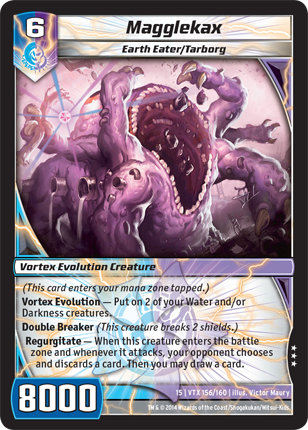 6
Magglekax
Earth Eater/Tarborg
Vortex Evolution Creature
(This card enters your mana zone tapped.)
Vortex Evolution — Put on 2 of your Water and/or
Darkness creatures.
Double Breaker (This creature breaks 2 shields.)
Regurgitate — When this creature enters the battle
zone and whenever it attacks, your opponent chooses
and discards a card. Then you may draw a card.
8000
15 | VTX 156/160 | illus. Victor Maury
TM & © 2014 Wizards of the Coast/Shogakukan/Mitsui-Kids